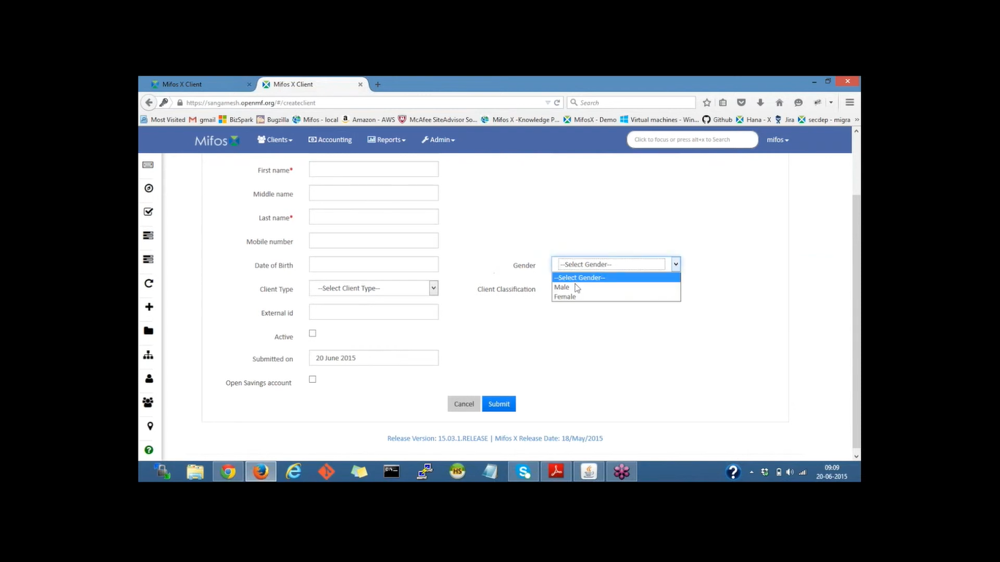 Mifos X Client
Mifos X Client
https://sangamesh.openmf.org/#/createclient
Search
Most Visited gmail BizSpark Bugzilla Mifos - local Amazon - AWS McAfee SiteAdvisor So... Mifos X -Knowledge P... MifosX - Demo Virtual machines - Win... Github Hana - X Jira secdep - migra
Mifos Clients Accounting Reports Admin Click to focus or press alt+x to Search mifos
First name*
Middle name
Last name*
Mobile number
Date of Birth Gender --Select Gender--
--Select Gender--
Client Type --Select Client Type-- Client Classification Male
Female
External id
Active
Submitted on 20 June 2015
Open Savings account
Cancel Submit
Release Version: 15.03.1.RELEASE | Mifos X Release Date: 18/May/2015
HS
09:09
20-06-2015